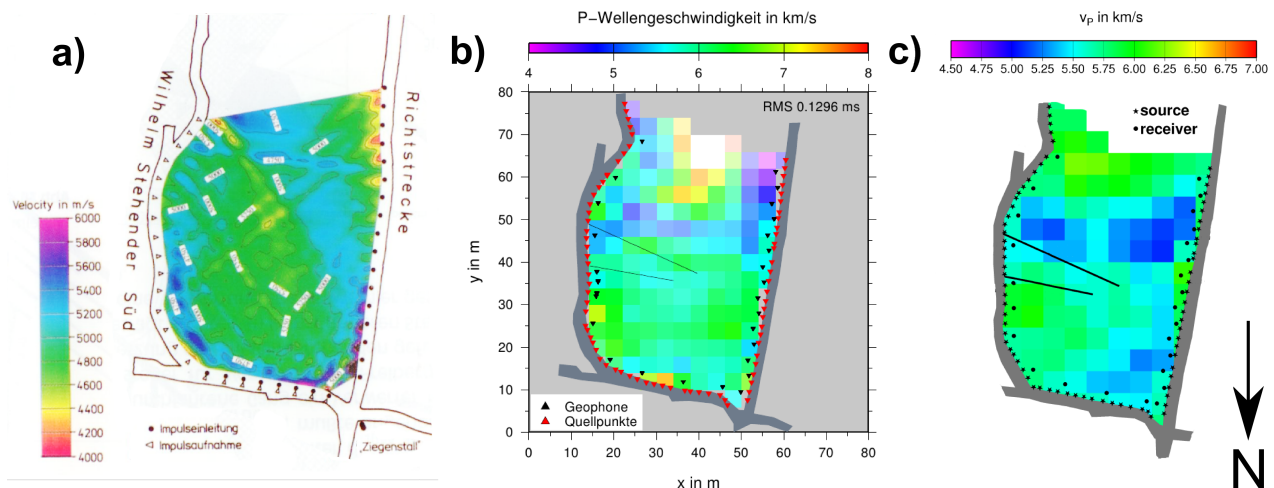 a)
Wilhelm Stehender Süd
Richtstrecke
Velocity in m/s
6000
5800
5600
5400
5200
5000
4800
4600
4400
4200
4000
Impulseinleitung
Impulsaufnahme
„Ziegenstall"
b)
P−Wellengeschwindigkeit in km/s
4 5 6 7 8
RMS 0.1296 ms
y in m
80
70
60
50
40
30
20
10
0
Geophone
Quellpunkte
0 10 20 30 40 50 60 70 80
x in m
c)
vP in km/s
4.50 4.75 5.00 5.25 5.50 5.75 6.00 6.25 6.50 6.75 7.00
source
receiver
N